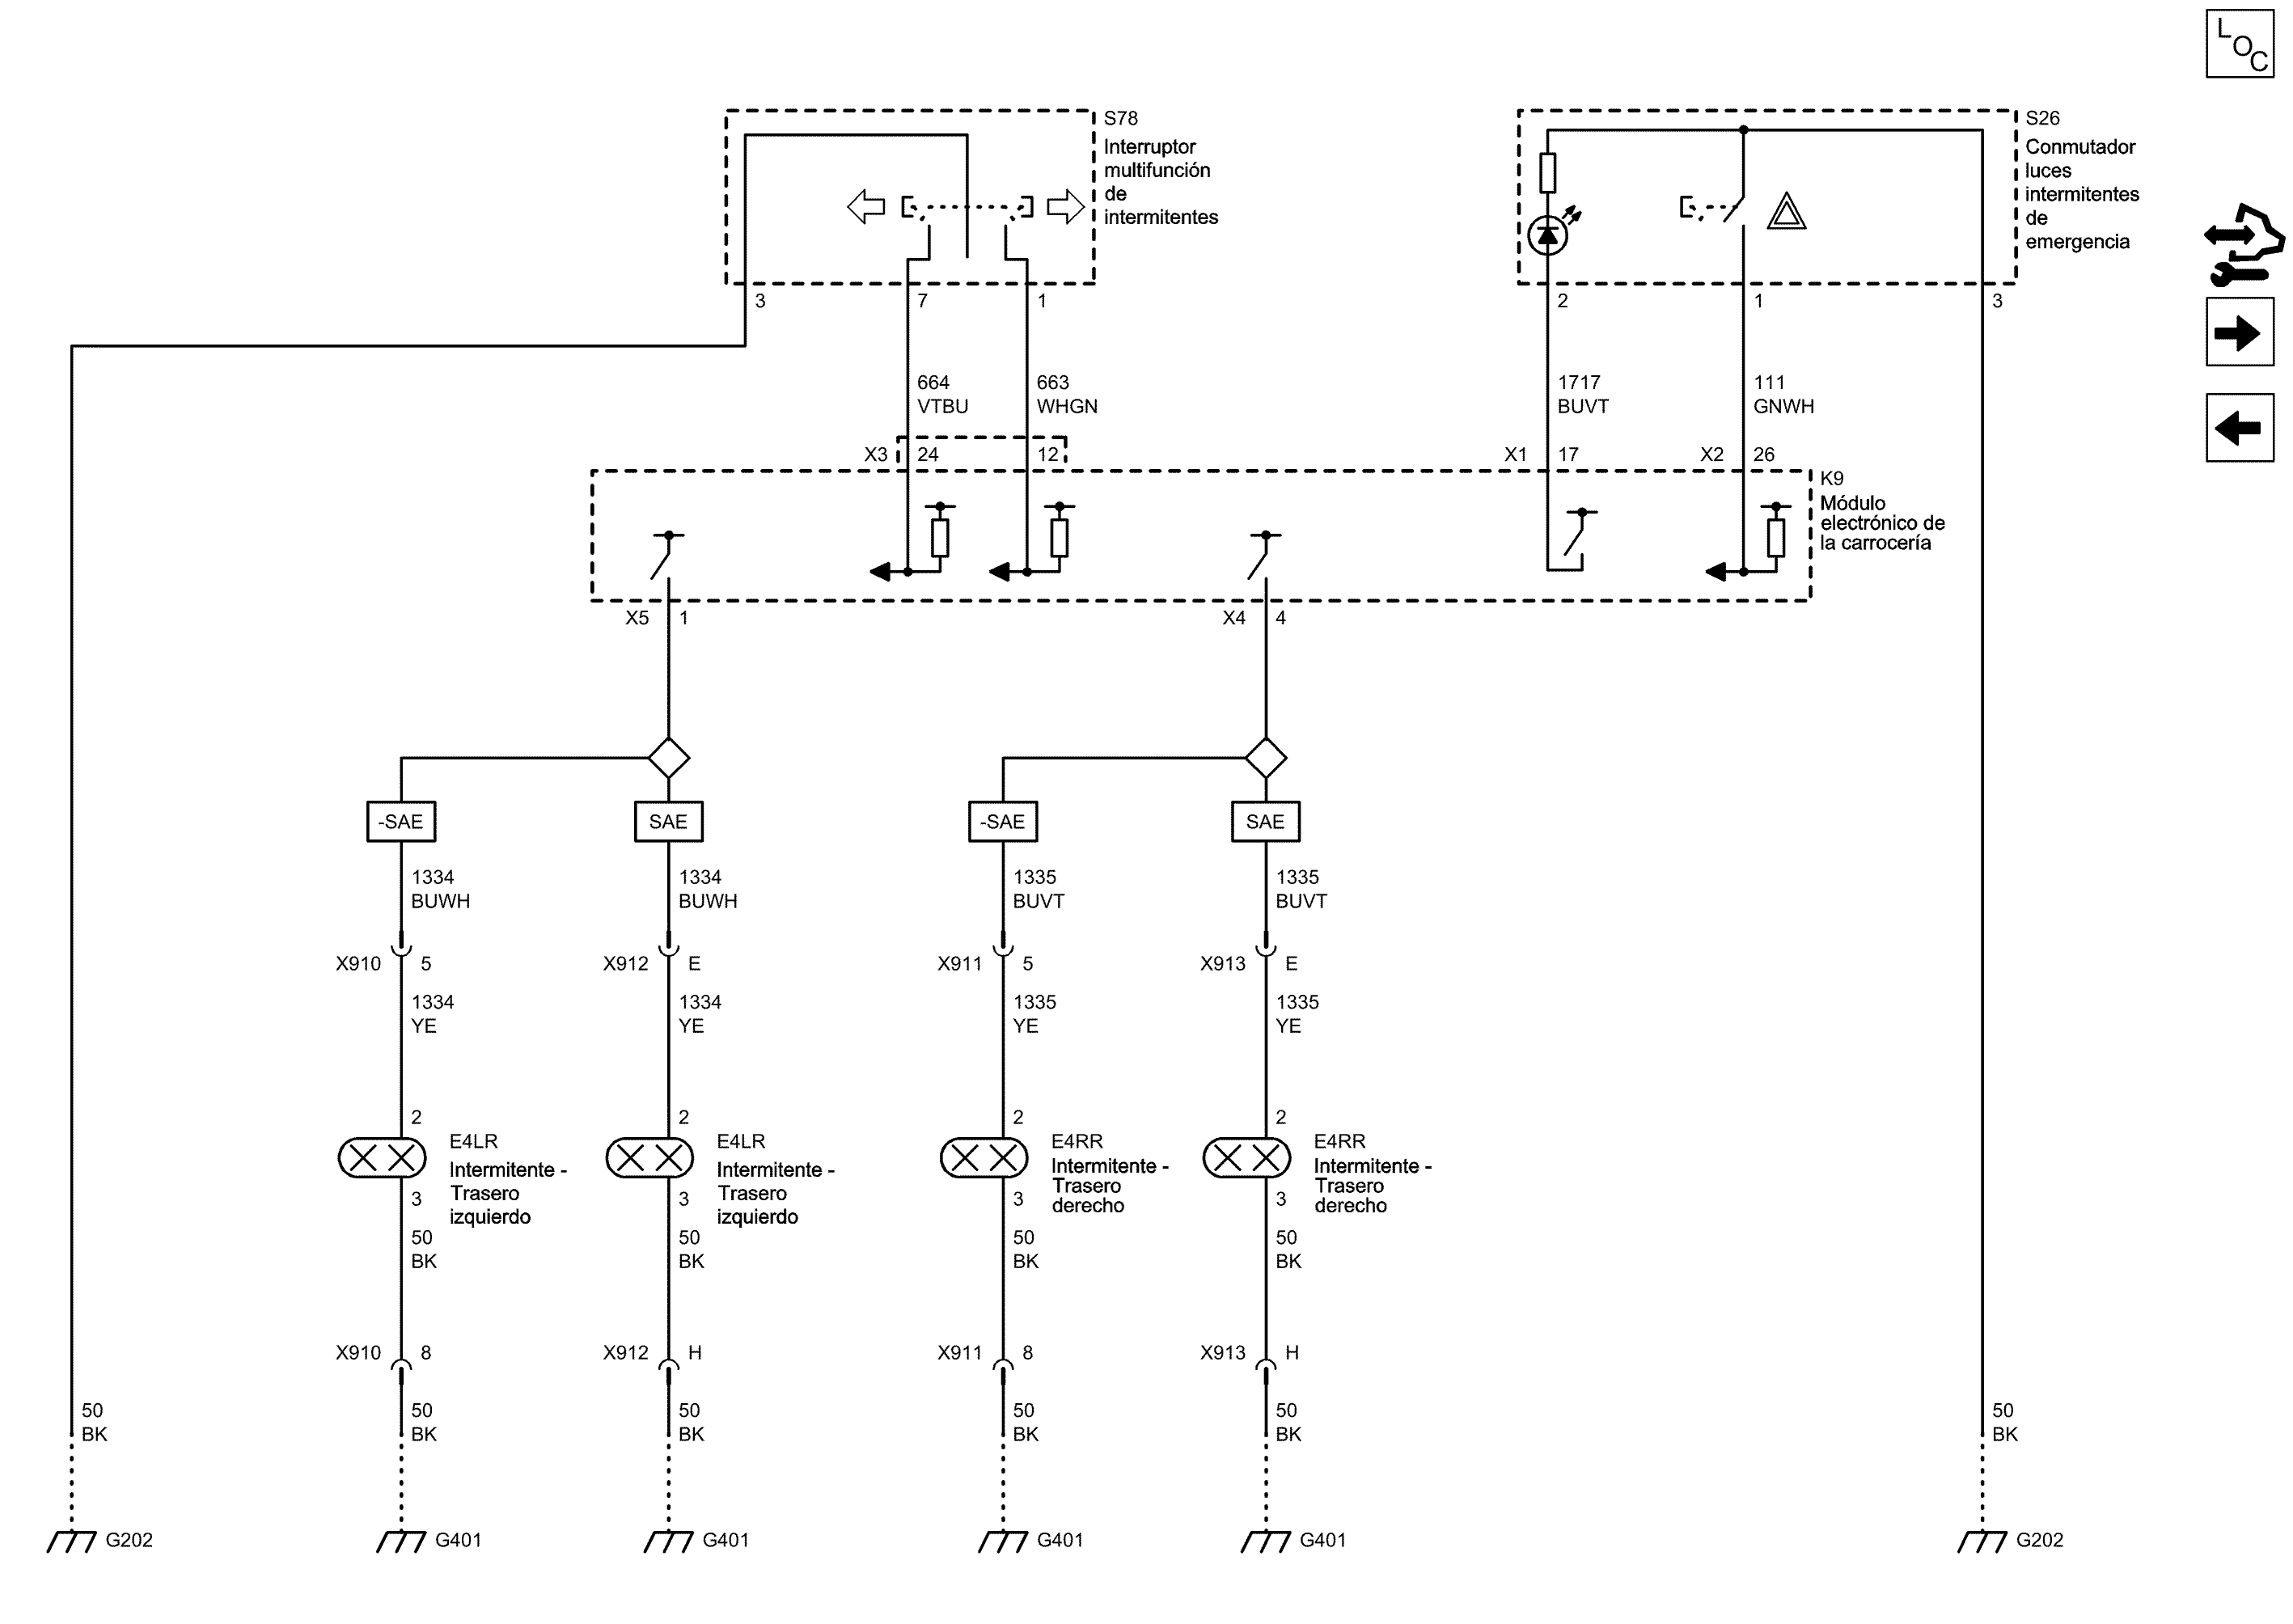 LOC
S78
Interruptor
multifunción
de
intermitentes
S26
Conmutador
luces
intermitentes
de
emergencia
3
7
1
2
1
3
664
VTBU
663
WHGN
1717
BUVT
111
GNWH
X3
24
12
X1
17
X2
26
K9
Módulo
electrónico de
la carrocería
X5
1
X4
4
-SAE
SAE
-SAE
SAE
1334
BUWH
1334
BUWH
1335
BUVT
1335
BUVT
X910
5
X912
E
X911
5
X913
E
1334
YE
1334
YE
1335
YE
1335
YE
2
2
2
2
E4LR
Intermitente -
Trasero
izquierdo
E4LR
Intermitente -
Trasero
izquierdo
E4RR
Intermitente -
Trasero
derecho
E4RR
Intermitente -
Trasero
derecho
3
3
3
3
50
BK
50
BK
50
BK
50
BK
X910
8
X912
H
X911
8
X913
H
50
BK
50
BK
50
BK
50
BK
50
BK
50
BK
G202
G401
G401
G401
G401
G202